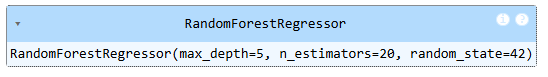 RandomForestRegressor
RandomForestRegressor(max_depth=5, n_estimators=20, random_state=42)